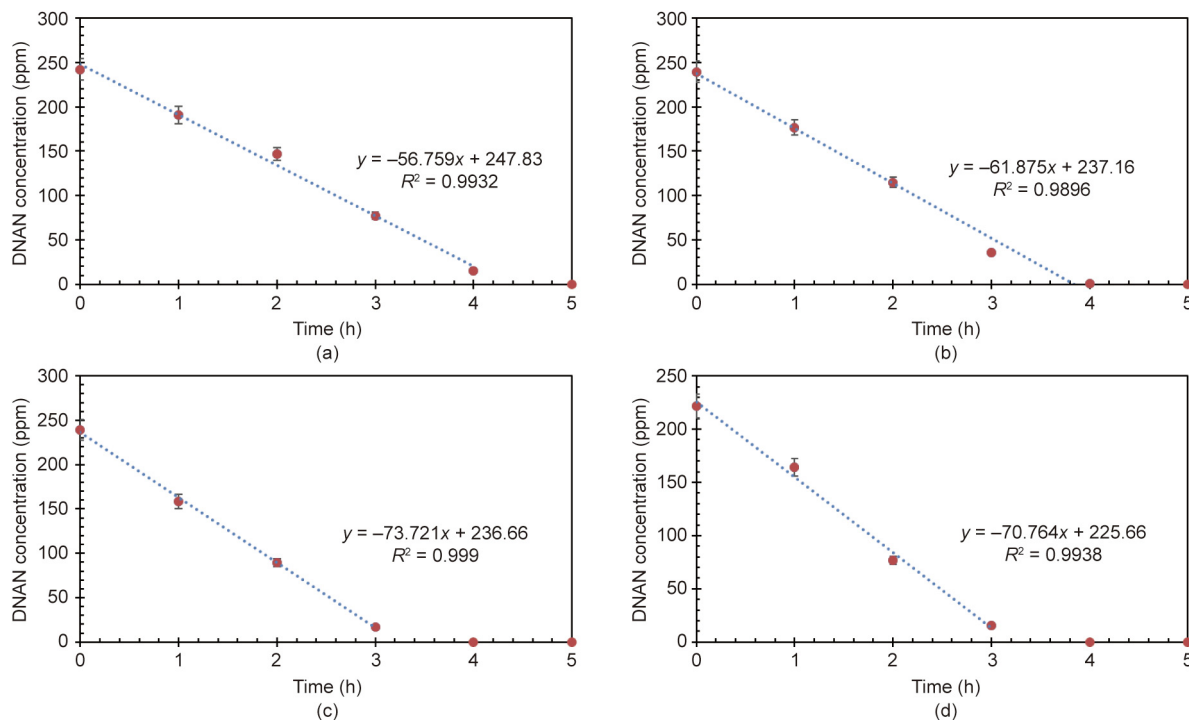 300
250
200
150
100
50
0
DNAN concentration (ppm)
y = –56.759x + 247.83
R² = 0.9932
0 1 2 3 4 5
Time (h)
(a)
300
250
200
150
100
50
0
DNAN concentration (ppm)
y = –61.875x + 237.16
R² = 0.9896
0 1 2 3 4 5
Time (h)
(b)
300
250
200
150
100
50
0
DNAN concentration (ppm)
y = –73.721x + 236.66
R² = 0.999
0 1 2 3 4 5
Time (h)
(c)
250
200
150
100
50
0
DNAN concentration (ppm)
y = –70.764x + 225.66
R² = 0.9938
0 1 2 3 4 5
Time (h)
(d)